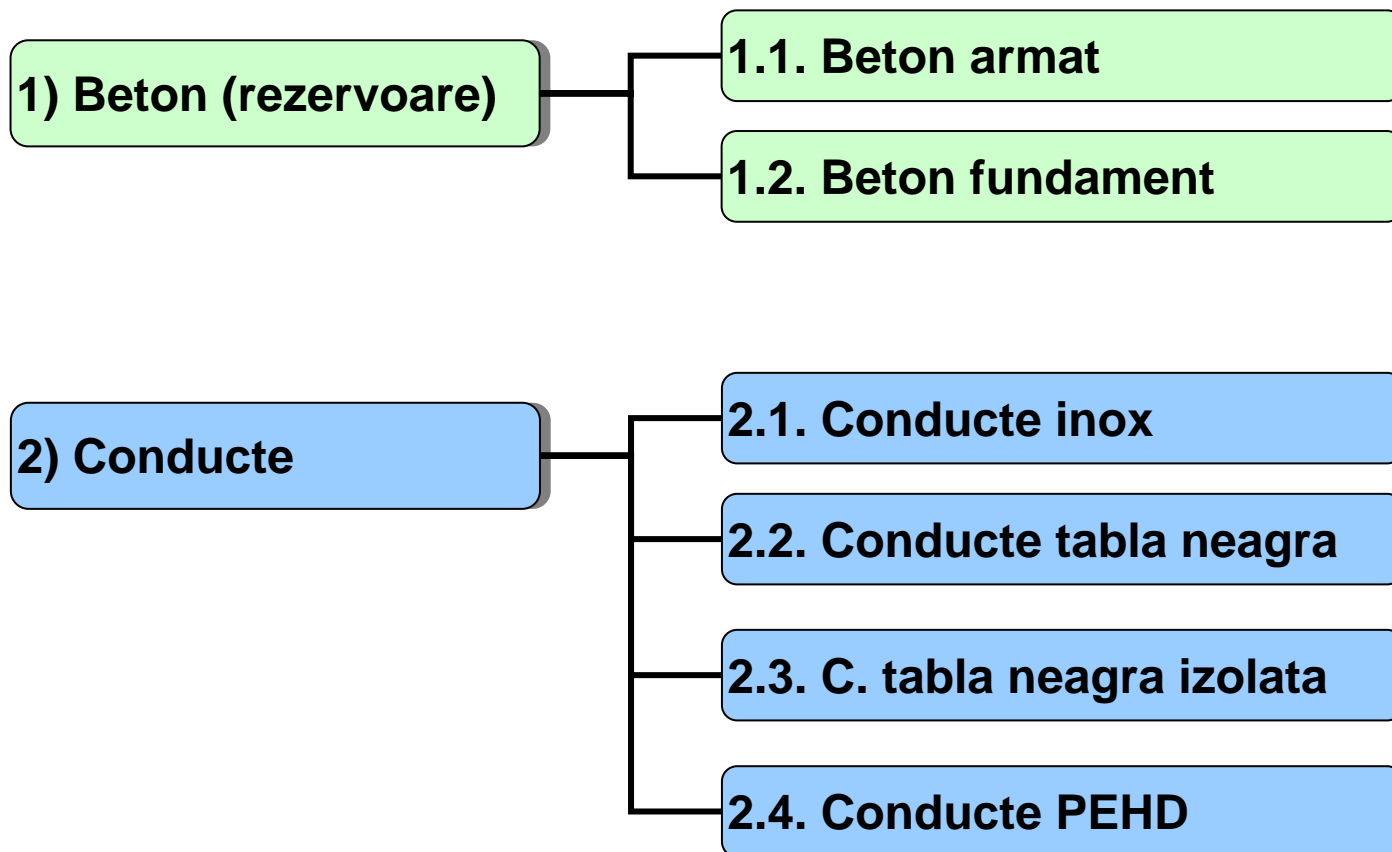 1) Beton (rezervoare)
1.1. Beton armat
1.2. Beton fundament
2) Conducte
2.1. Conducte inox
2.2. Conducte tabla neagra
2.3. C. tabla neagra izolata
2.4. Conducte PEHD